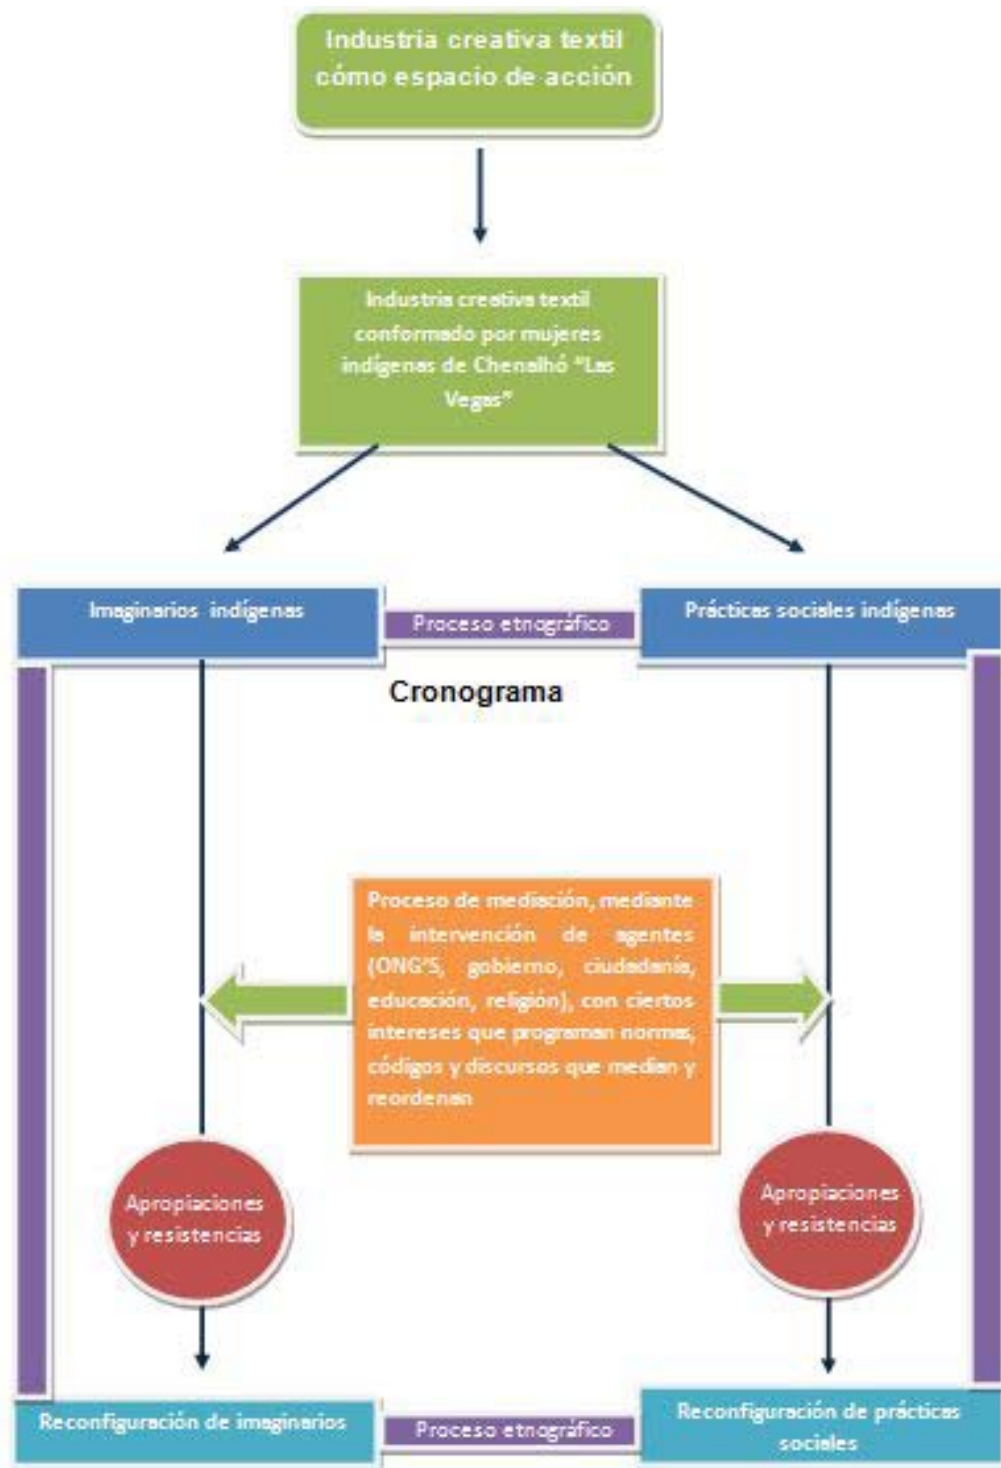 Industria creativa textil
cómo espacio de acción
Industria creativa textil
conformado por mujeres
indígenas de Chenalhó "Las
Vegas"
Imaginarios indígenas
Proceso etnográfico
Prácticas sociales indígenas
Cronograma
Proceso de mediación, mediante
la intervención de agentes
(ONG'S, gobierno, ciudadanía,
educación, religión), con ciertos
intereses que programan normas,
códigos y discursos que median y
reordenan
Apropiaciones
y resistencias
Apropiaciones
y resistencias
Reconfiguración de imaginarios
Proceso etnográfico
Reconfiguración de prácticas
sociales